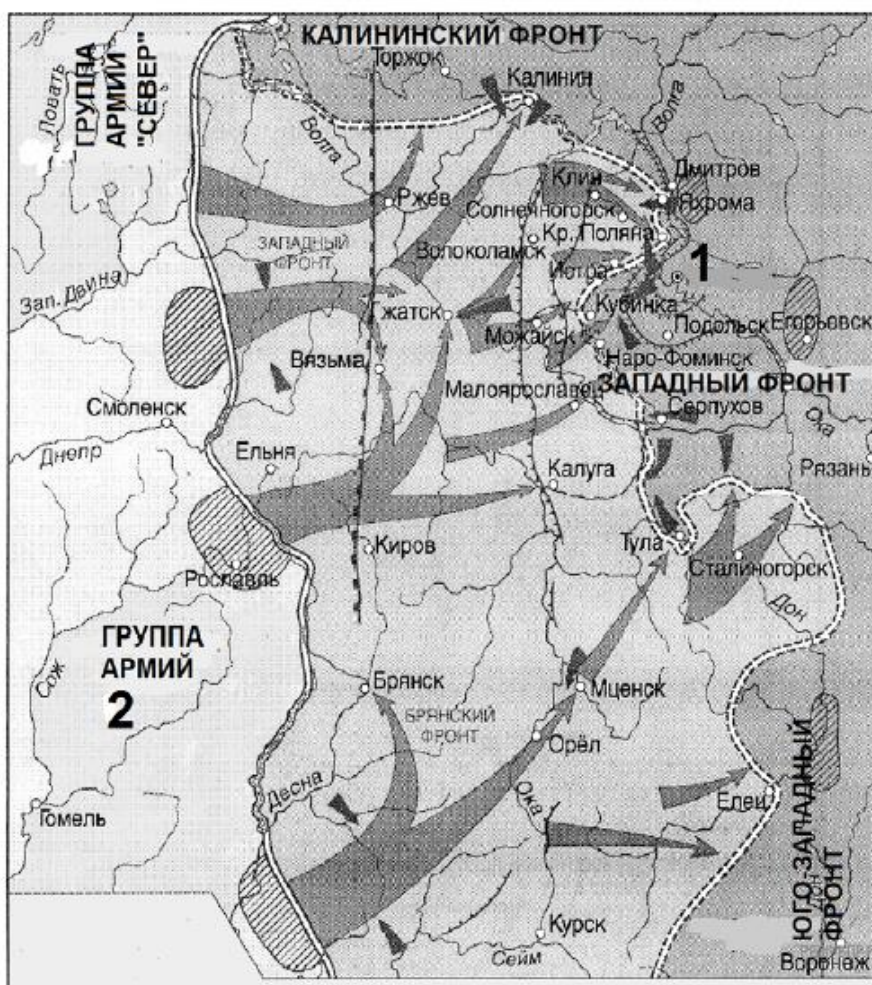 КАЛИНИНСКИЙ ФРОНТ
Торжок
ГРУППА
АРМИЙ
"СЕВЕР"
Ловать
Калинин
Волга
Волга
Дмитров
Клин
Яхрома
Ржев
Солнечногорск
Кр. Поляна
ЗАПАДНЫЙ
ФРОНТ
Волоколамск
Истра
1
Зап. Двина
Гжатск
Кубинка
Можайск
Подольск
Егорьевск
Вязьма
Наро-Фоминск
Малоярославец
ЗАПАДНЫЙ ФРОНТ
Смоленск
Серпухов
Ока
Днепр
Ельня
Калуга
Рязань
Киров
Тула
Рославль
Сталиногорск
Дон
ГРУППА
АРМИЙ
2
Сож
Брянск
Мценск
БРЯНСКИЙ
ФРОНТ
Орёл
Десна
Ока
Елец
Гомель
ЮГО-ЗАПАДНЫЙ
ФРОНТ
Дон
Курск
Сейм
Воронеж